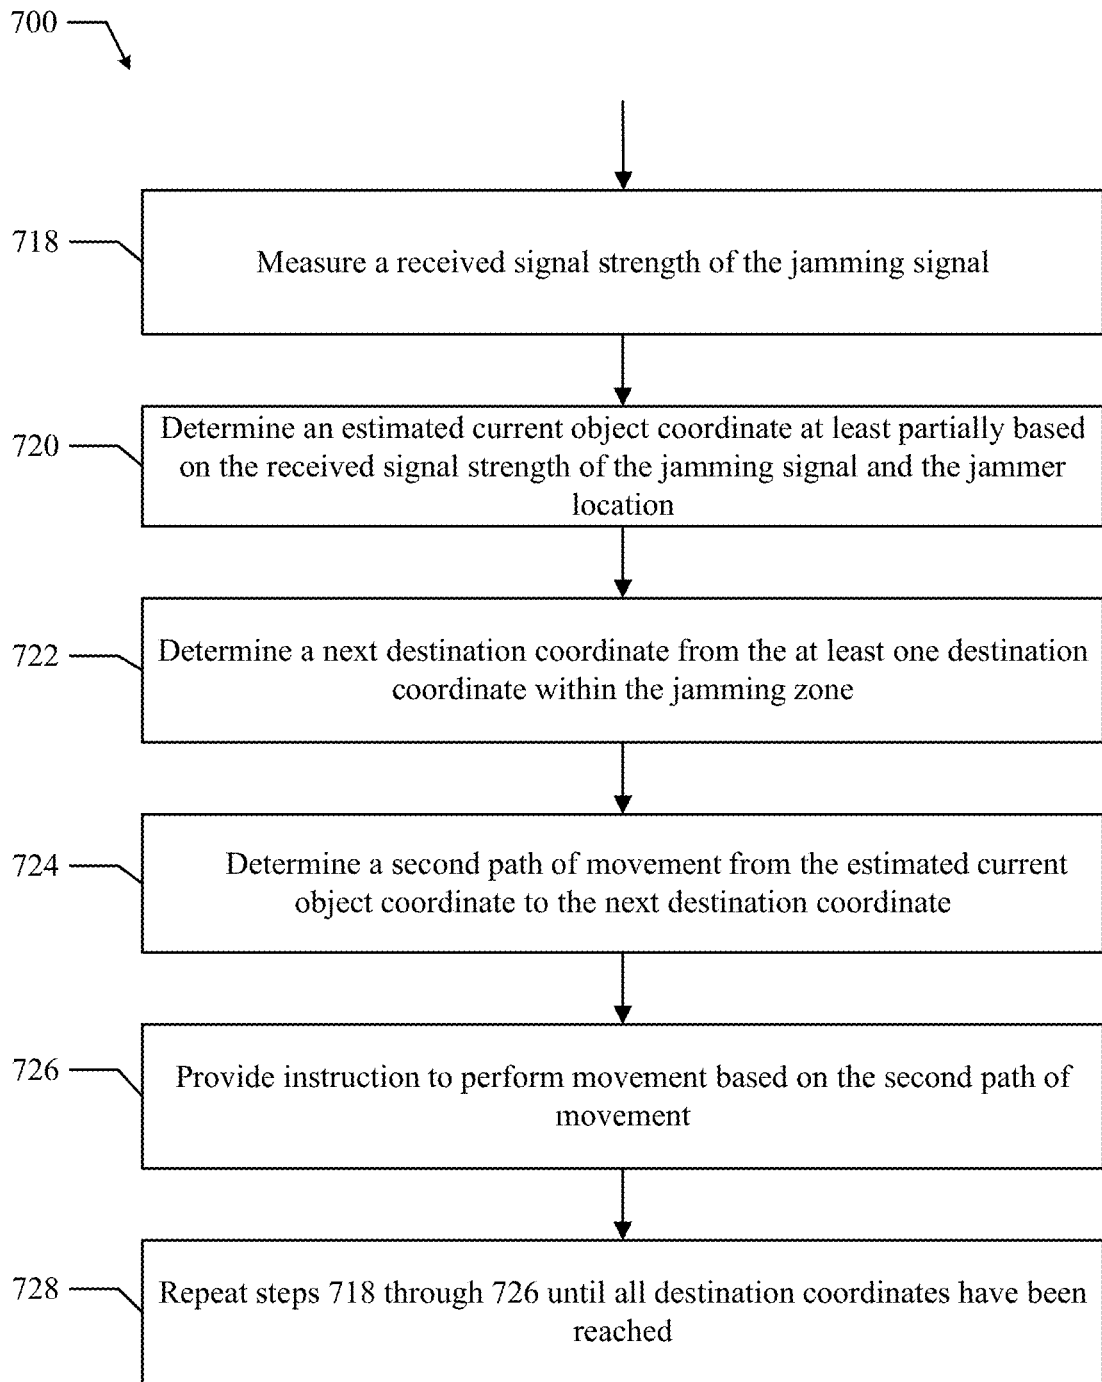 700
718
Measure a received signal strength of the jamming signal
720
Determine an estimated current object coordinate at least partially based
on the received signal strength of the jamming signal and the jammer
location
722
Determine a next destination coordinate from the at least one destination
coordinate within the jamming zone
724
Determine a second path of movement from the estimated current
object coordinate to the next destination coordinate
726
Provide instruction to perform movement based on the second path of
movement
728
Repeat steps 718 through 726 until all destination coordinates have been
reached